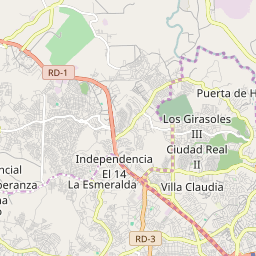 RD-1
Puerta de H
Los Girasoles
III
Ciudad Real
II
Independencia
El 14
La Esmeralda
ncial
peranza
na
o
Villa Claudia
RD-3